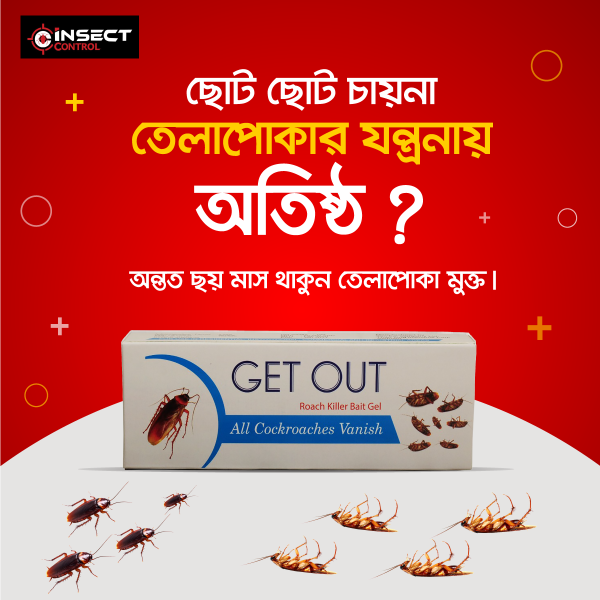 INSECT
CONTROL
ছোট ছোট চায়না
তেলাপোকার যন্ত্রনায়
অতিষ্ঠ ?
অন্তত ছয় মাস থাকুন তেলাপোকা মুক্ত।
GET OUT
Roach Killer Bait Gel
All Cockroaches Vanish